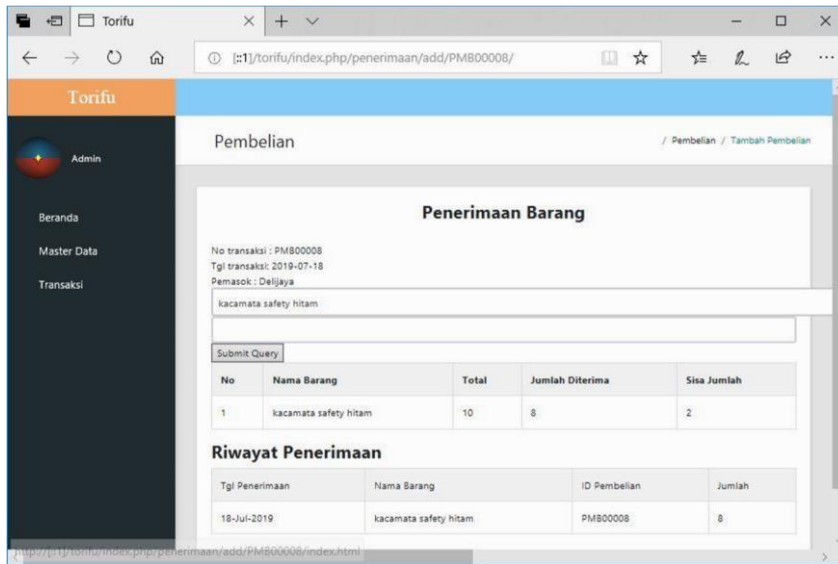 Torifu
[::1]/torifu/index.php/penerimaan/add/PMB00008/
Torifu
Admin
Beranda
Master Data
Transaksi
Pembelian
/ Pembelian / Tambah Pembelian
Penerimaan Barang
No transaksi : PMB00008
Tgl transaksi: 2019-07-18
Pemasok : Delijaya
kacamata safety hitam
Submit Query
No Nama Barang Total Jumlah Diterima Sisa Jumlah
1 kacamata safety hitam 10 8 2
Riwayat Penerimaan
Tgl Penerimaan Nama Barang ID Pembelian Jumlah
18-Jul-2019 kacamata safety hitam PMB00008 8
http://[::1]/torifu/index.php/penerimaan/add/PMB00008/index.html